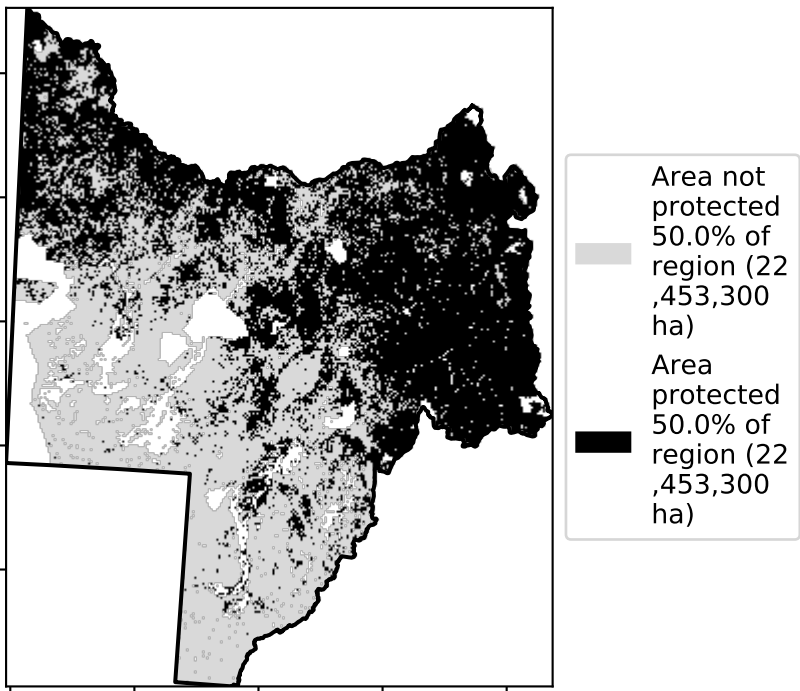 Area not
protected
50.0% of
region (22
,453,300
ha)
Area
protected
50.0% of
region (22
,453,300
ha)